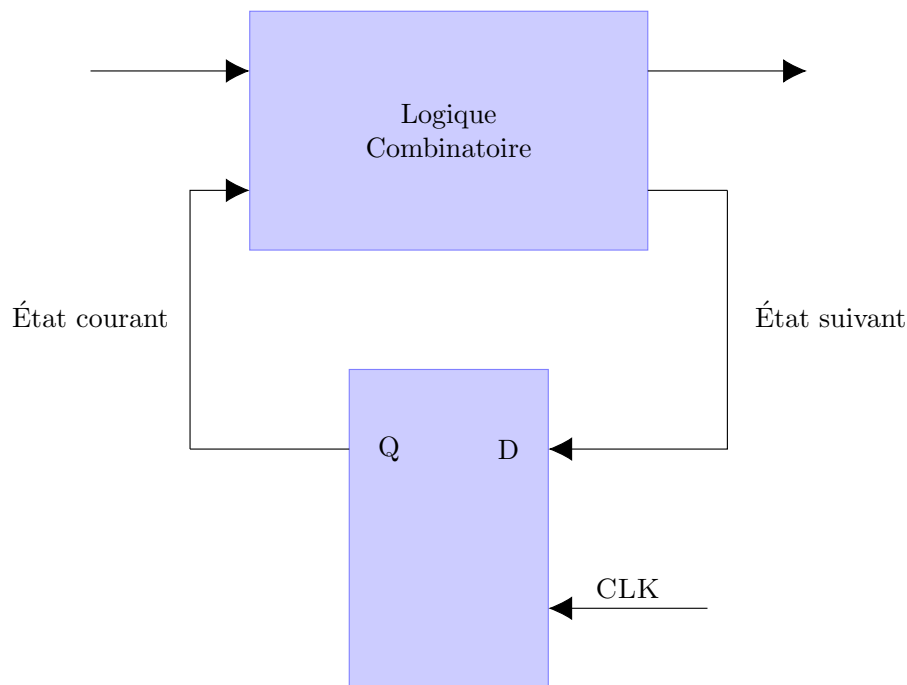 Logique
Combinatoire
État courant
État suivant
Q
D
CLK